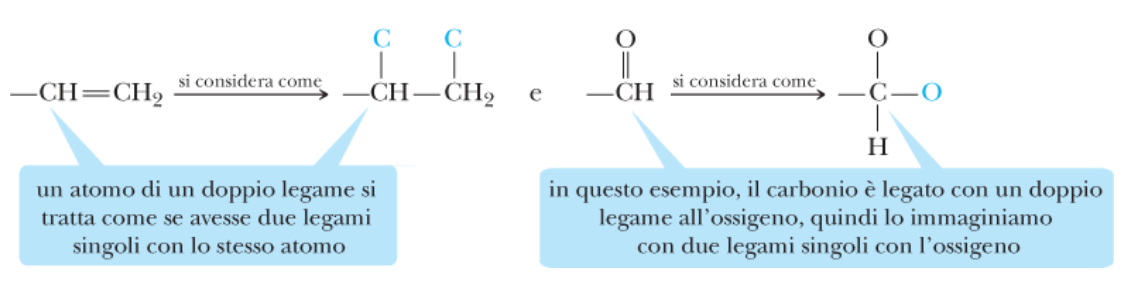 C C O O
—CH=CH₂ si considera come —CH—CH₂ e —CH si considera come —C—O
H
un atomo di un doppio legame si
tratta come se avesse due legami
singoli con lo stesso atomo
in questo esempio, il carbonio è legato con un doppio
legame all'ossigeno, quindi lo immaginiamo
con due legami singoli con l'ossigeno